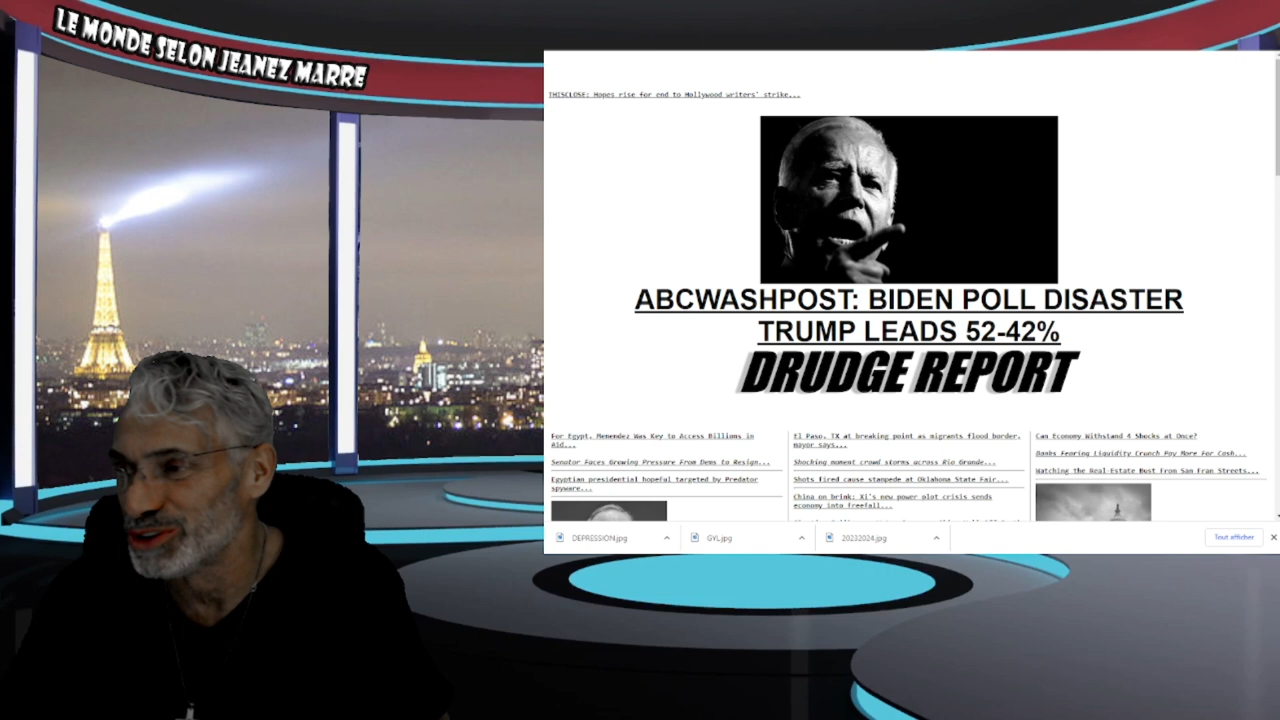 LE MONDE SELON JEANEZ MARRE
THISCLOSE: Hopes rise for end to Hollywood writers' strike...
ABCWASHPOST: BIDEN POLL DISASTER
TRUMP LEADS 52-42%
DRUDGE REPORT
For Egypt, Menendez Was Key to Access Billions in
Aid...
Senator Faces Growing Pressure From Dems to Resign...
Egyptian presidential hopeful targeted by Predator
spyware...
El Paso, TX at breaking point as migrants flood border,
mayor says...
Shocking moment crowd storms across Rio Grande...
Shots fired cause stampede at Oklahoma State Fair...
China on brink: Xi's new power plot crisis sends
economy into freefall...
Can Economy Withstand 4 Shocks at Once?
Banks Fearing Liquidity Crunch Pay More For Cash...
Watching the Real-Estate Bust From San Fran Streets...
DEPRESSION.jpg
GYL.jpg
20232024.jpg
Tout afficher